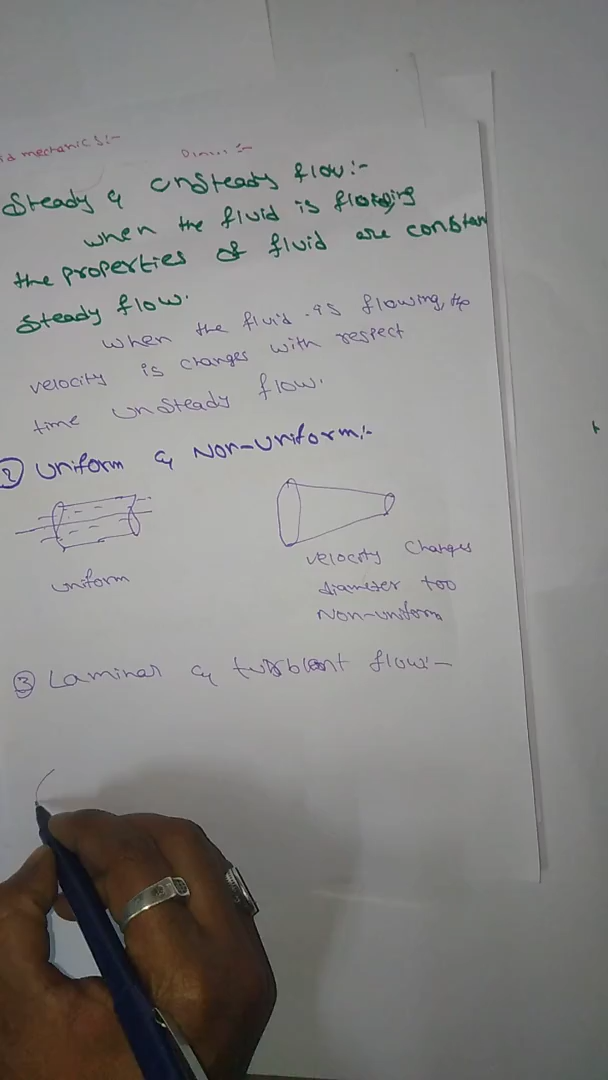 mechanics:-
Steady & unsteady flow:-
when the fluid is flowing
the properties of fluid are constan
steady flow.
when the fluid is flowing, the
velocity is changes with respect
time unsteady flow.
② Uniform & Non-uniform:-
uniform
velocity changes
diameter too
Non-uniform
③ Laminar & turblent flow:-